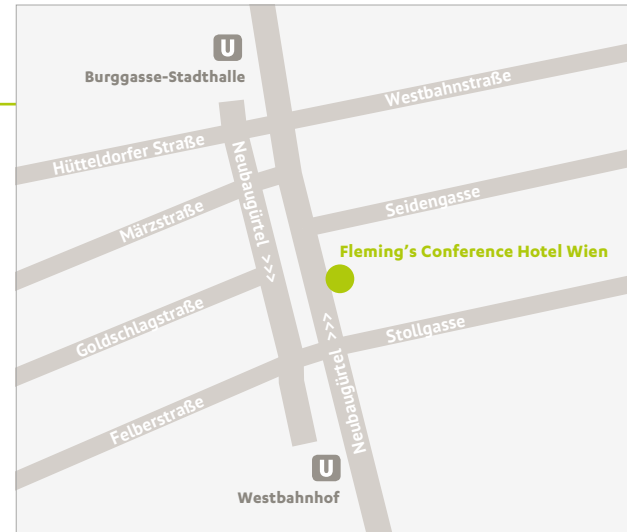 U
Burggasse-Stadthalle
Westbahnstraße
Hütteldorfer Straße
Neubaugürtel >>>
Märzstraße
Seidengasse
Fleming's Conference Hotel Wien
Goldschlagstraße
Stollgasse
Neubaugürtel >>>
Felberstraße
U
Westbahnhof